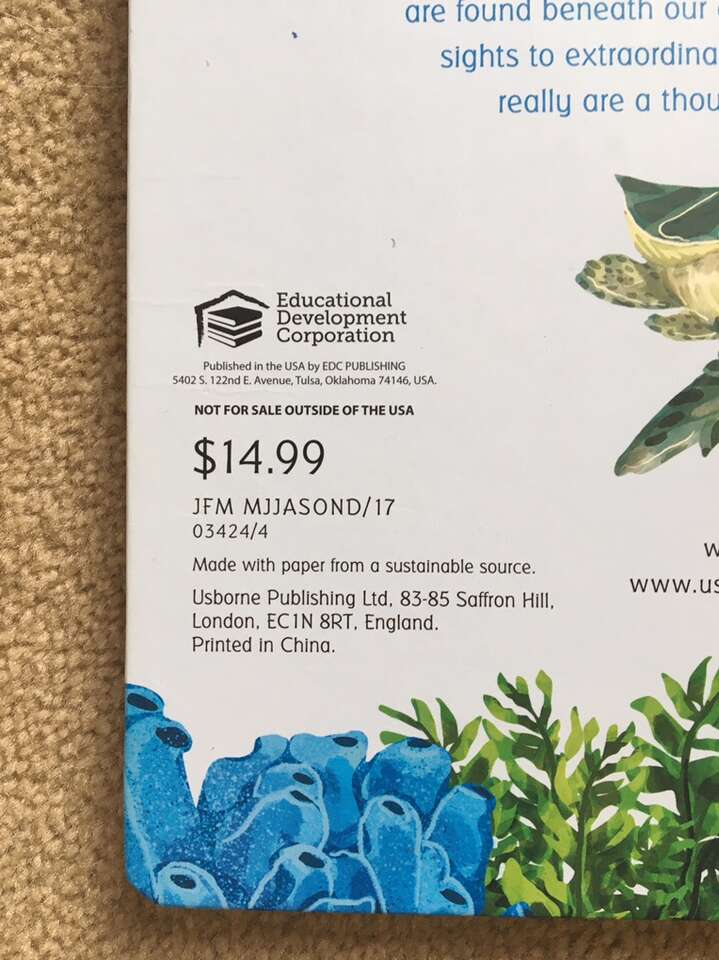 are found beneath our
sights to extraordina
really are a thou
Educational
Development
Corporation
Published in the USA by EDC PUBLISHING
5402 S. 122nd E. Avenue, Tulsa, Oklahoma 74146, USA.
NOT FOR SALE OUTSIDE OF THE USA
$14.99
JFM MJJASOND/17
03424/4
Made with paper from a sustainable source.
Usborne Publishing Ltd, 83-85 Saffron Hill,
London, EC1N 8RT, England.
Printed in China.
www.us